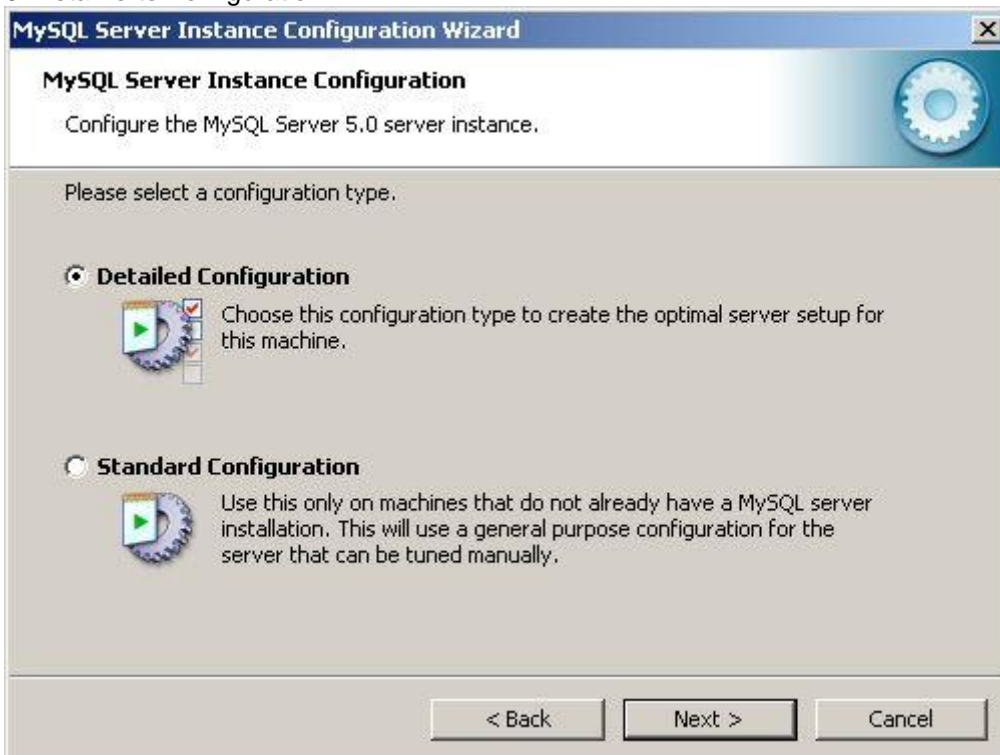 MySQL Server Instance Configuration Wizard
MySQL Server Instance Configuration
Configure the MySQL Server 5.0 server instance.
Please select a configuration type.
Detailed Configuration
Choose this configuration type to create the optimal server setup for
this machine.
Standard Configuration
Use this only on machines that do not already have a MySQL server
installation. This will use a general purpose configuration for the
server that can be tuned manually.
< Back Next > Cancel